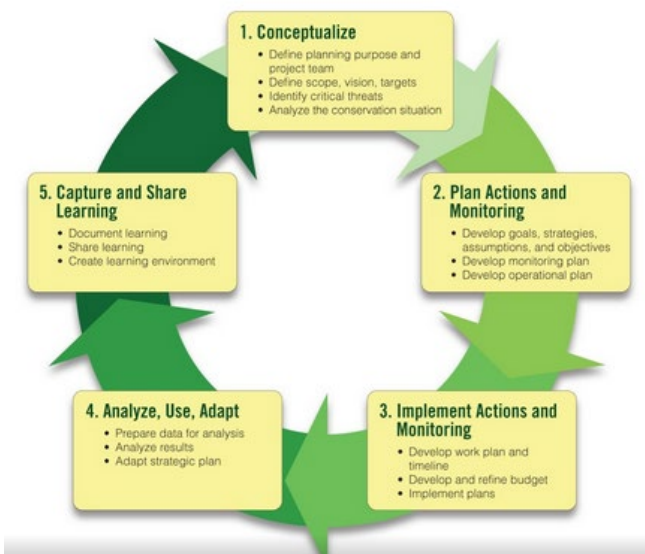 1. Conceptualize
• Define planning purpose and
project team
• Define scope, vision, targets
• Identify critical threats
• Analyze the conservation situation
2. Plan Actions and
Monitoring
• Develop goals, strategies,
assumptions, and objectives
• Develop monitoring plan
• Develop operational plan
3. Implement Actions and
Monitoring
• Develop work plan and
timeline
• Develop and refine budget
• Implement plans
4. Analyze, Use, Adapt
• Prepare data for analysis
• Analyze results
• Adapt strategic plan
5. Capture and Share
Learning
• Document learning
• Share learning
• Create learning environment